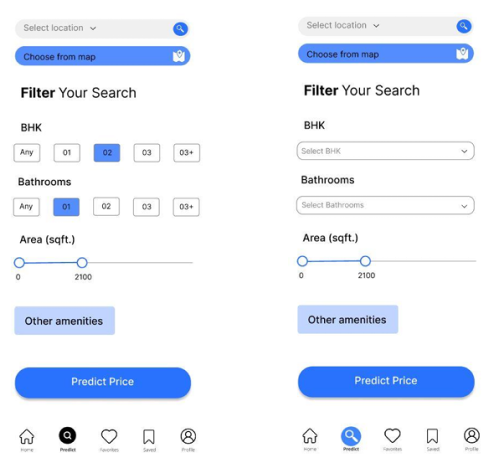 Select location
Choose from map
Filter Your Search
BHK
Any 01 02 03 03+
Bathrooms
Any 01 02 03 03+
Area (sqft.)
0 2100
Other amenities
Predict Price
Home Predict Favorites Saved Profile
Select location
Choose from map
Filter Your Search
BHK
Select BHK
Bathrooms
Select Bathrooms
Area (sqft.)
0 2100
Other amenities
Predict Price
Home Predict Favorites Saved Profile